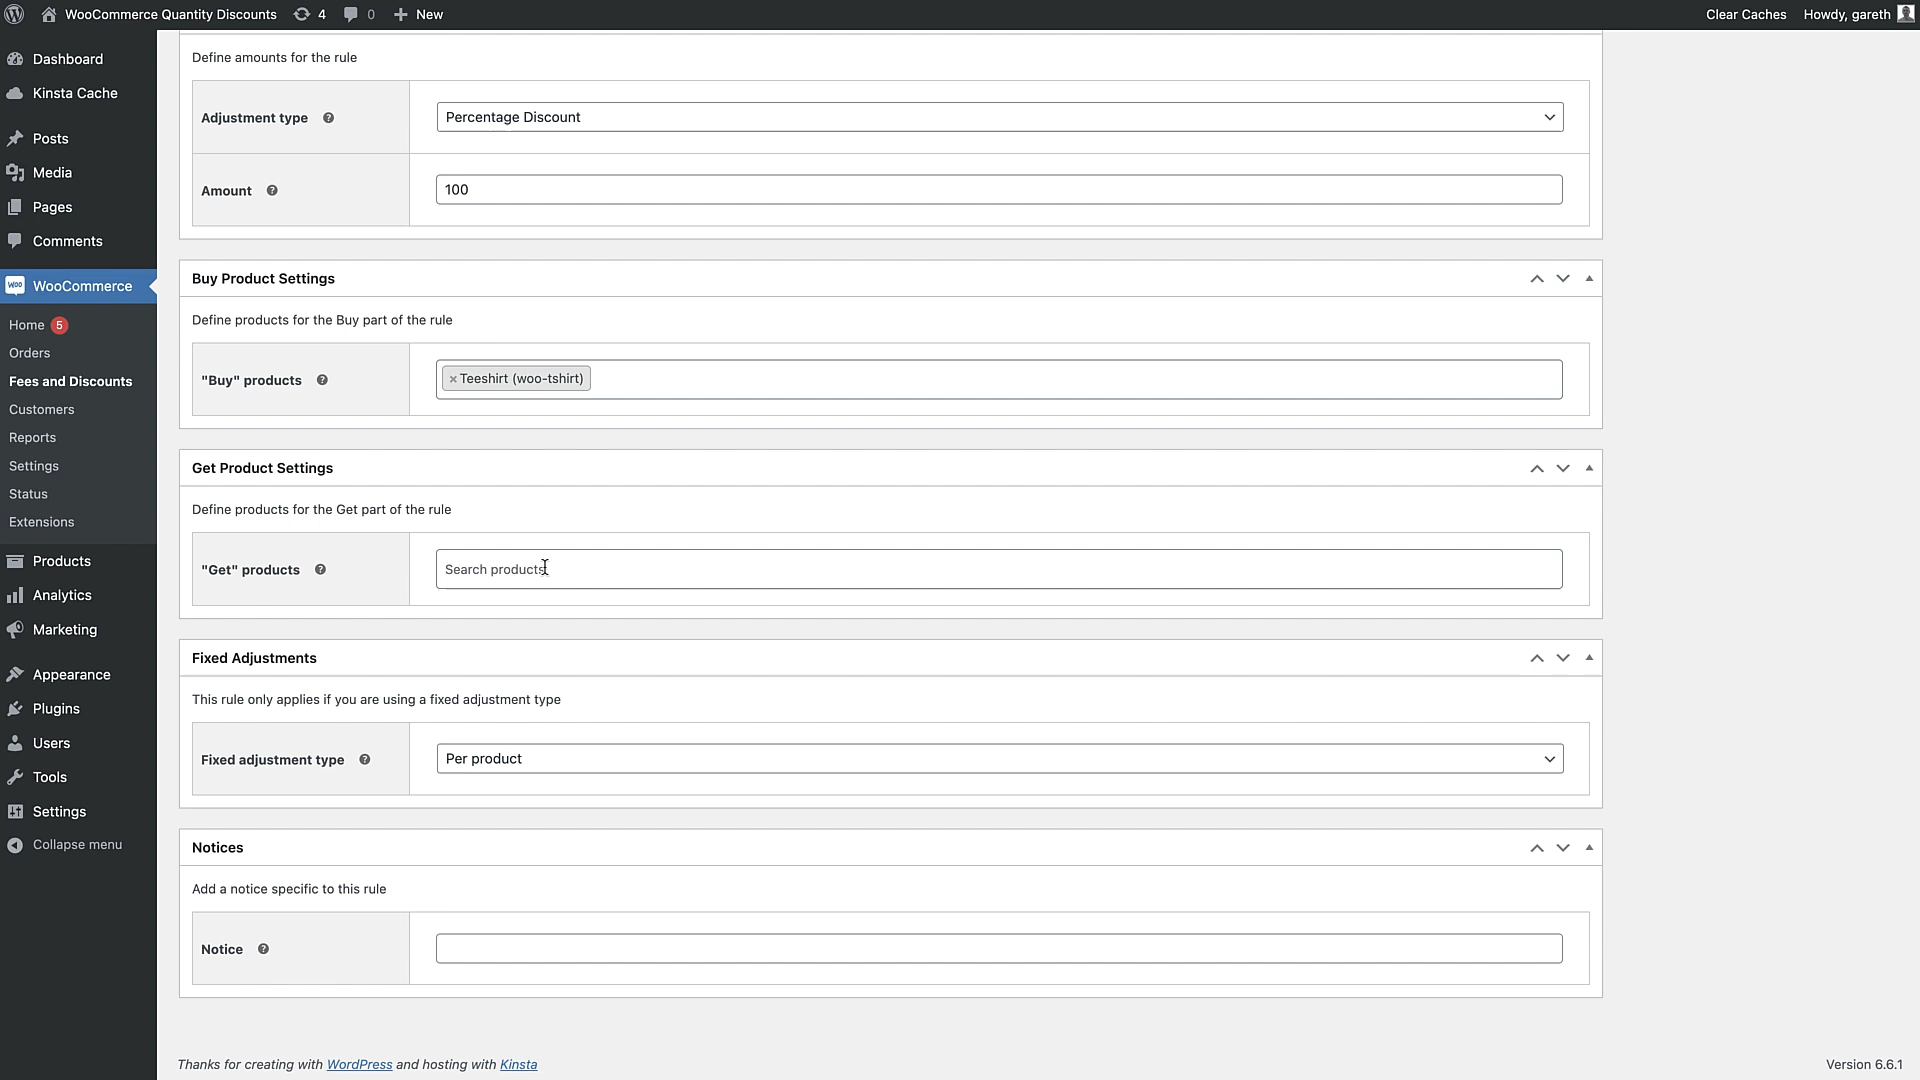 WooCommerce Quantity Discounts 4 0 New Clear Caches Howdy, gareth
Dashboard
Kinsta Cache
Posts
Media
Pages
Comments
WooCommerce
Home 5
Orders
Fees and Discounts
Customers
Reports
Settings
Status
Extensions
Products
Analytics
Marketing
Appearance
Plugins
Users
Tools
Settings
Collapse menu
Define amounts for the rule
Adjustment type Percentage Discount
Amount 100
Buy Product Settings
Define products for the Buy part of the rule
"Buy" products × Teeshirt (woo-tshirt)
Get Product Settings
Define products for the Get part of the rule
"Get" products Search products
Fixed Adjustments
This rule only applies if you are using a fixed adjustment type
Fixed adjustment type Per product
Notices
Add a notice specific to this rule
Notice
Thanks for creating with WordPress and hosting with Kinsta Version 6.6.1